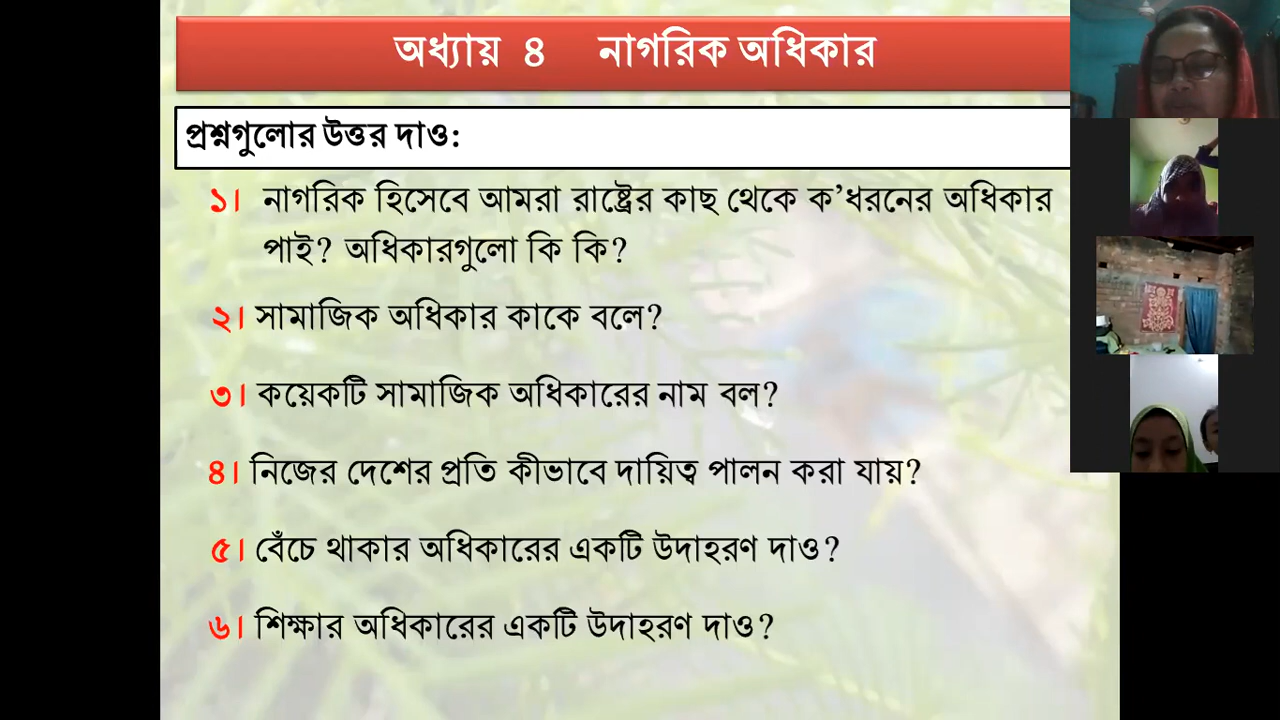 অধ্যায় ৪ নাগরিক অধিকার
প্রশ্নগুলোর উত্তর দাও:
১। নাগরিক হিসেবে আমরা রাষ্ট্রের কাছ থেকে ক’ধরনের অধিকার
পাই? অধিকারগুলো কি কি?
২। সামাজিক অধিকার কাকে বলে?
৩। কয়েকটি সামাজিক অধিকারের নাম বল?
৪। নিজের দেশের প্রতি কীভাবে দায়িত্ব পালন করা যায়?
৫। বেঁচে থাকার অধিকারের একটি উদাহরণ দাও?
৬। শিক্ষার অধিকারের একটি উদাহরণ দাও?